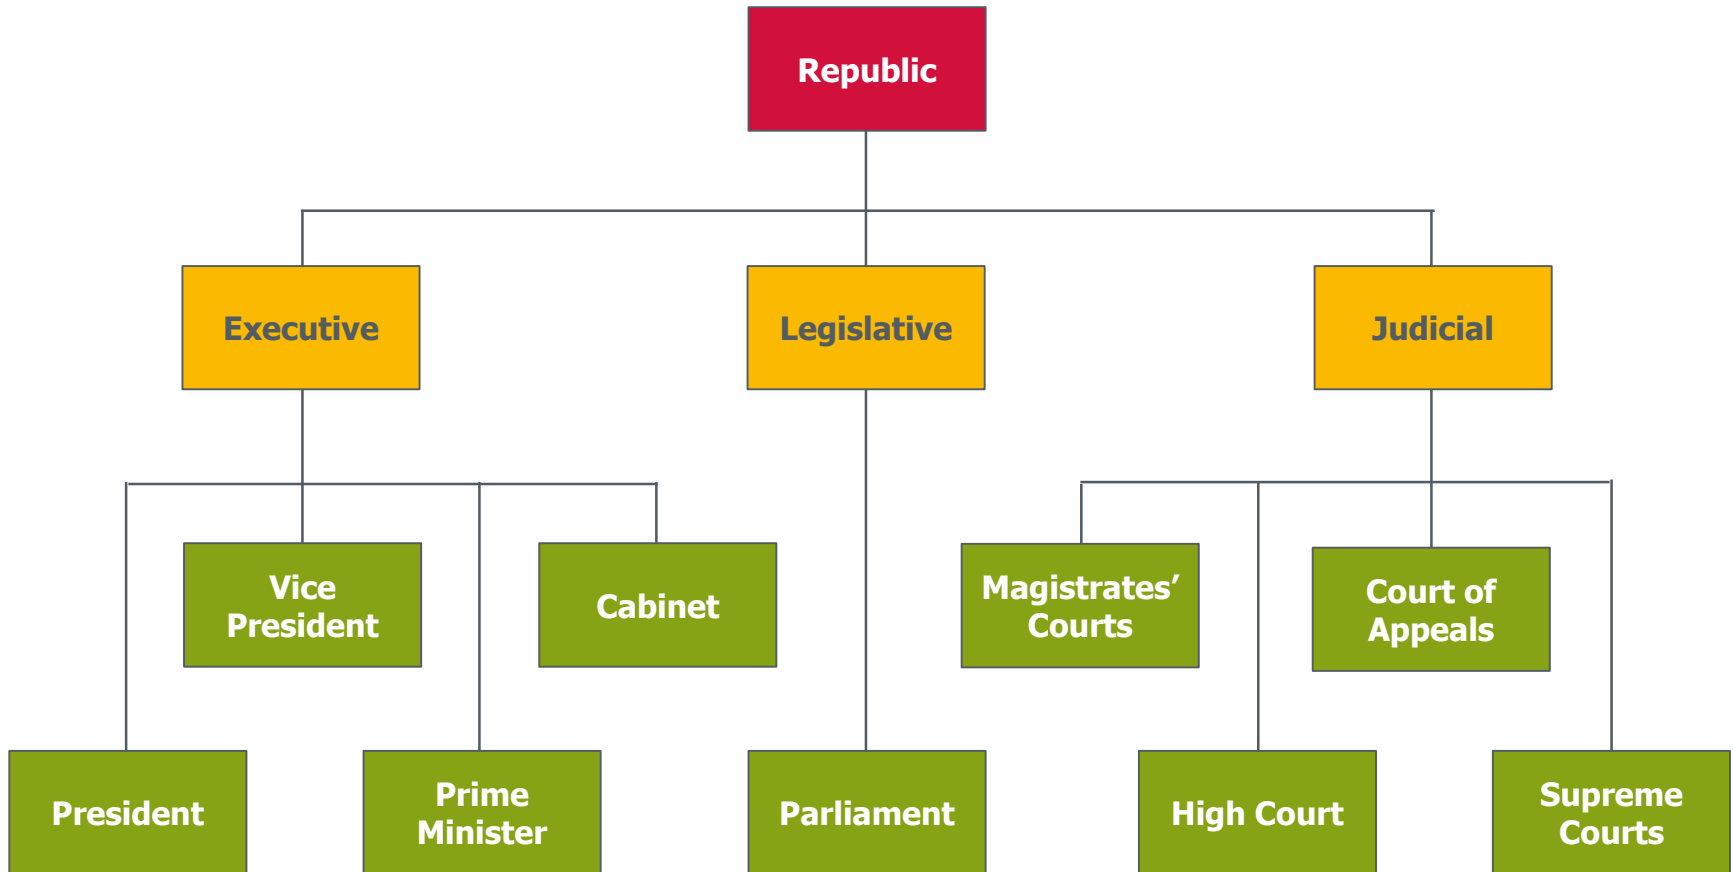 Republic
Executive
Legislative
Judicial
Vice
President
Cabinet
Magistrates’
Courts
Court of
Appeals
President
Prime
Minister
Parliament
High Court
Supreme
Courts